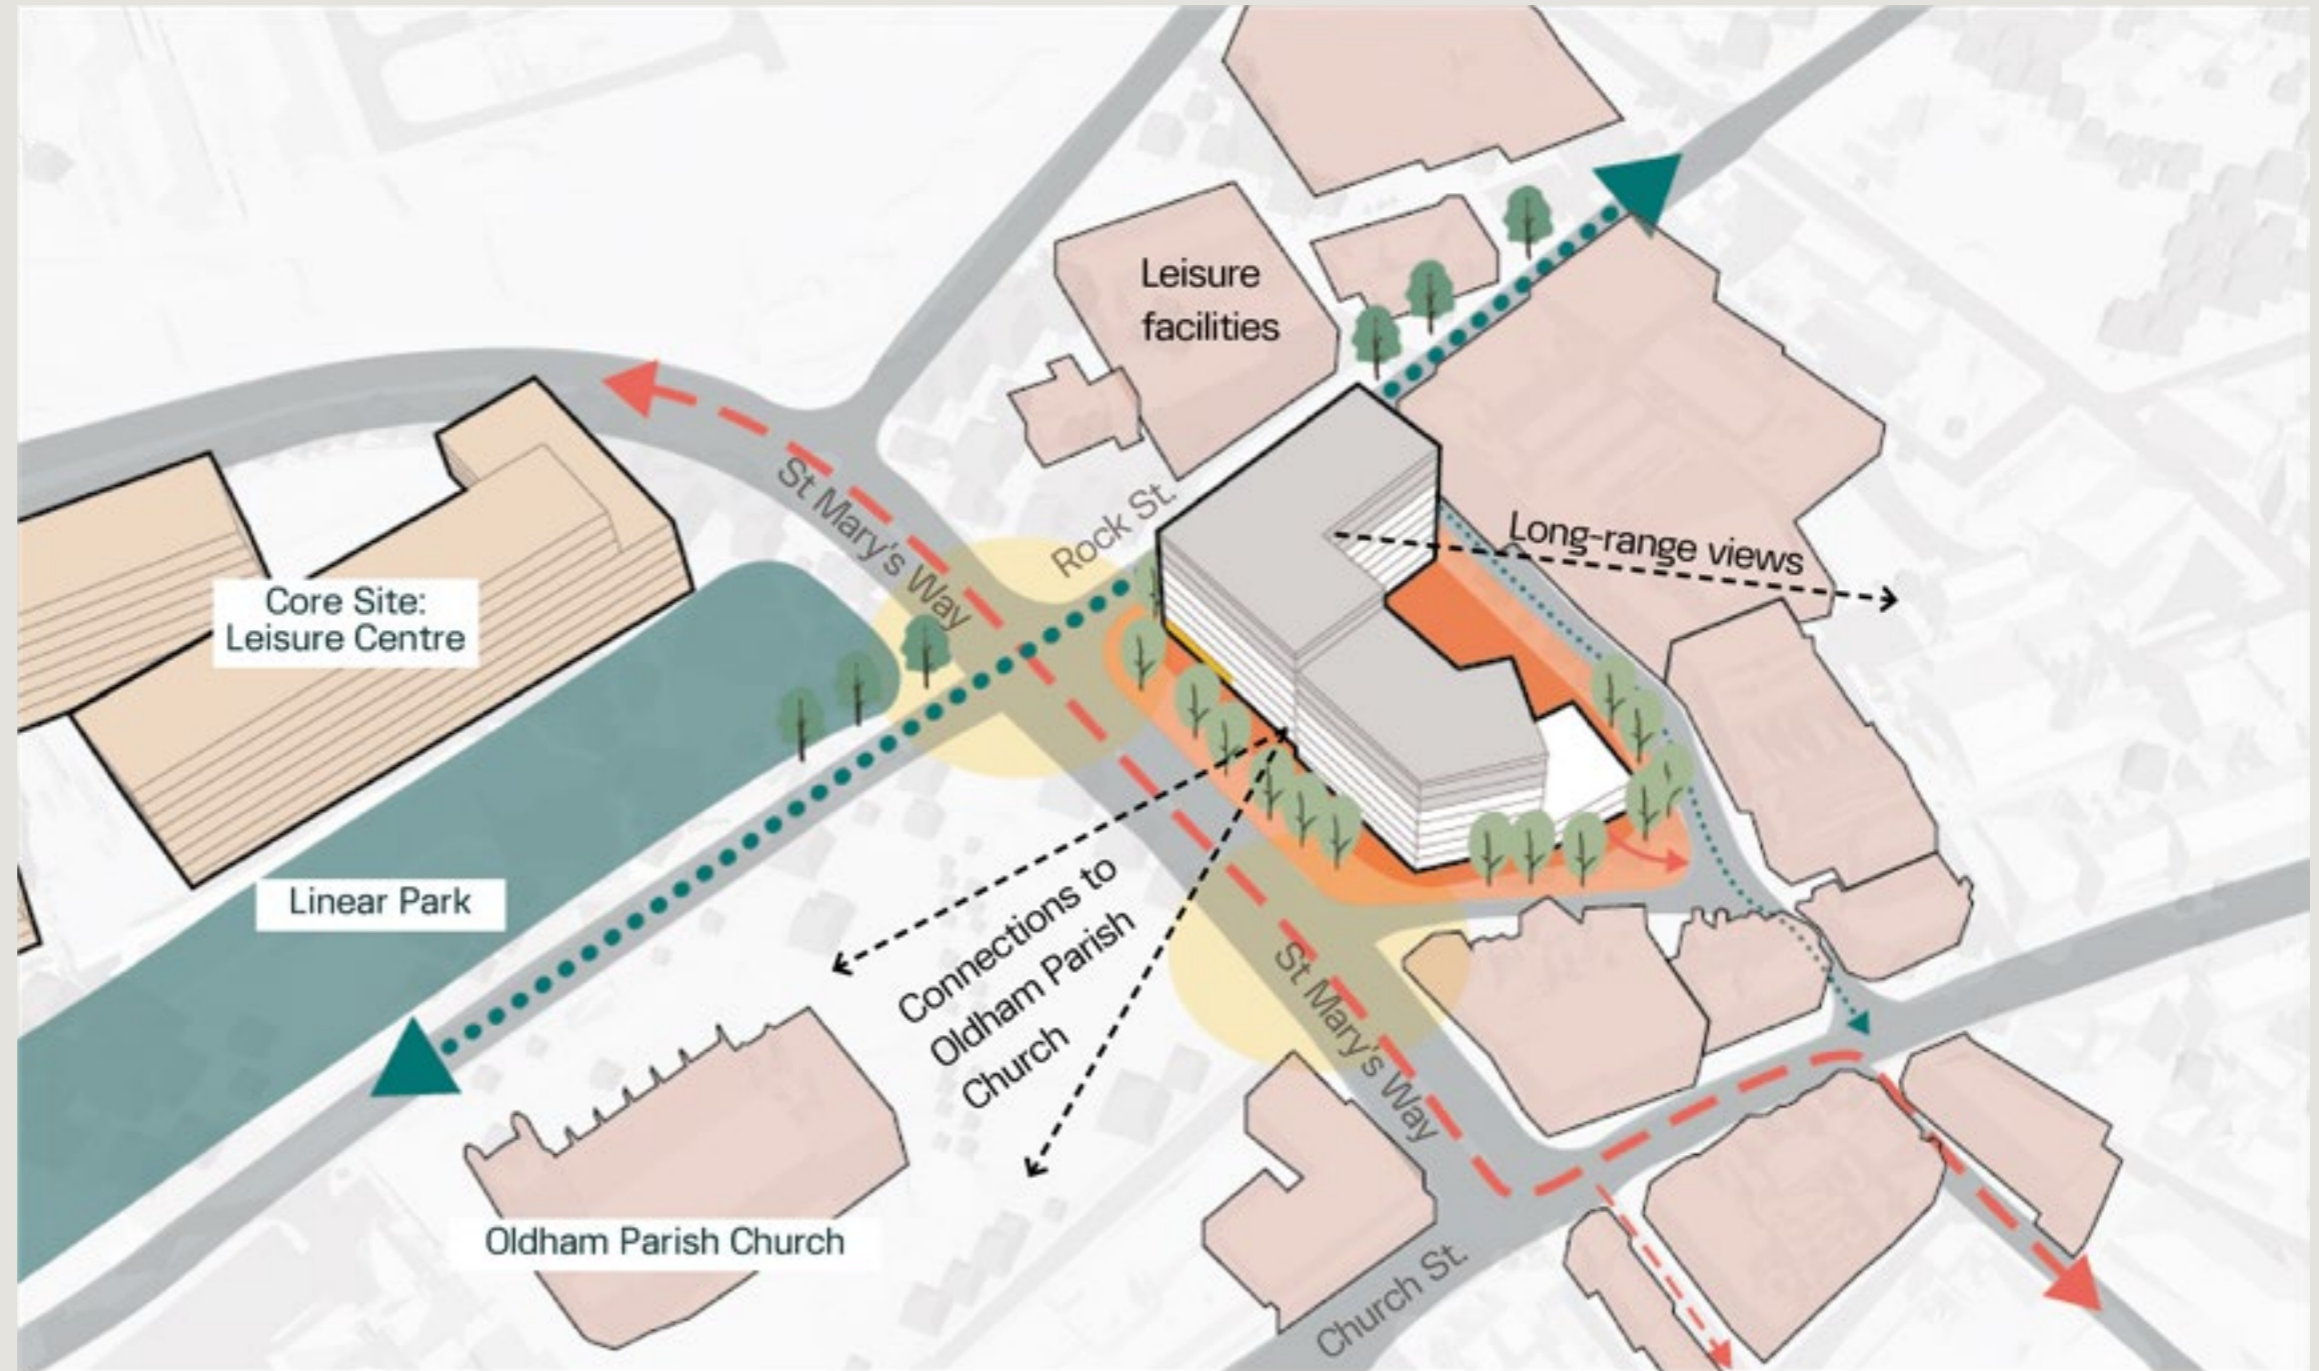 Leisure
facilities
St Mary's Way
Rock St.
Long-range views
Core Site:
Leisure Centre
Linear Park
Connections to
Oldham Parish
Church
St Mary's Way
Oldham Parish Church
Church St.